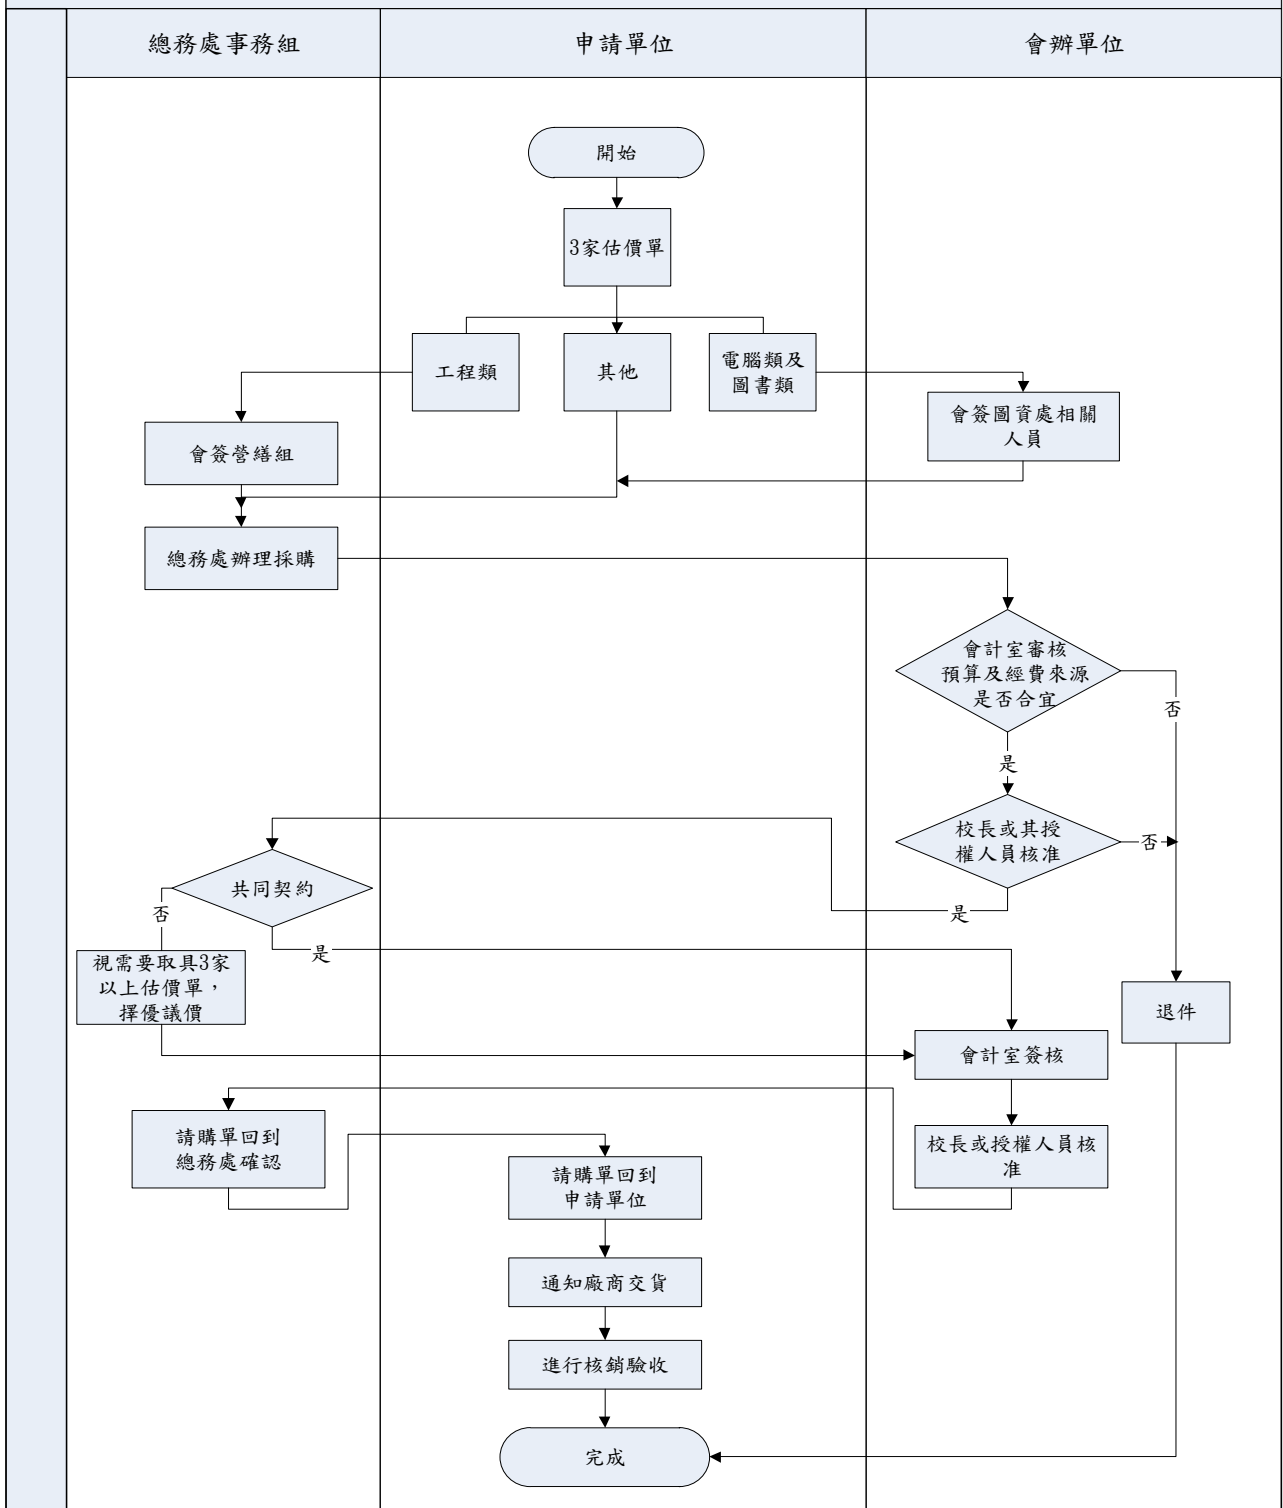 總務處事務組
申請單位
會辦單位
開始
3家估價單
工程類
其他
電腦類及
圖書類
會簽圖資處相關
人員
會簽營繕組
總務處辦理採購
會計室審核
預算及經費來源
是否合宜
否
是
校長或其授
權人員核准
否
是
共同契約
否
是
視需要取具3家
以上估價單，
擇優議價
退件
會計室簽核
請購單回到
總務處確認
校長或授權人員核
准
請購單回到
申請單位
通知廠商交貨
進行核銷驗收
完成